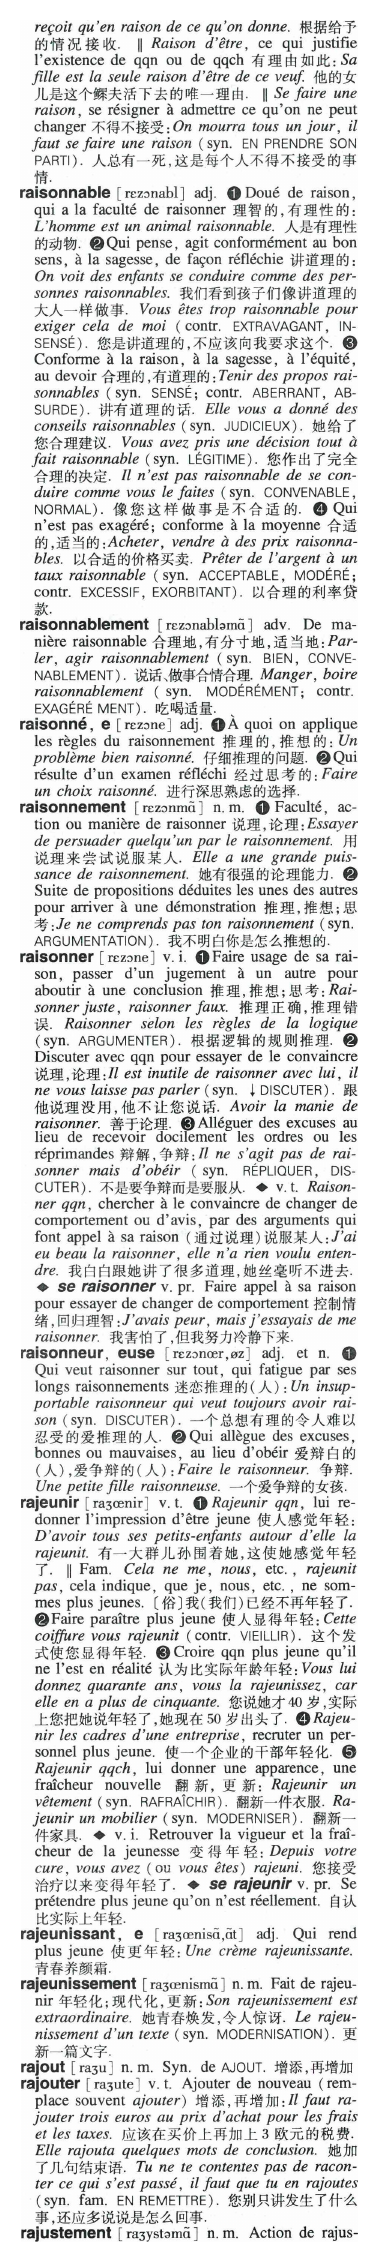 reçoit qu'en raison de ce qu'on donne. 根据给予
的情况接收. ‖ Raison d'être, ce qui justifie
l'existence de qqn ou de qqch 有理由如此: Sa
fille est la seule raison d'être de ce veuf. 他的女
儿是这个鳏夫活下去的唯一理由. ‖ Se faire une
raison, se résigner à admettre ce qu'on ne peut
changer 不得不接受: On mourra tous un jour, il
faut se faire une raison (syn. EN PRENDRE SON
PARTI). 人总有一死,这是每个人不得不接受的事
情.
raisonnable [rɛzɔnabl] adj. ❶ Doué de raison,
qui a la faculté de raisonner 理智的,有理性的:
L'homme est un animal raisonnable. 人是有理性
的动物. ❷ Qui pense, agit conformément au bon
sens, à la sagesse, de façon réfléchie 讲道理的:
On voit des enfants se conduire comme des per-
sonnes raisonnables. 我们看到孩子们像讲道理的
大人一样做事. Vous êtes trop raisonnable pour
exiger cela de moi (contr. EXTRAVAGANT, IN-
SENSÉ). 您是讲道理的,不应该向我要求这个. ❸
Conforme à la raison, à la sagesse, à l'équité,
au devoir 合理的,有道理的: Tenir des propos rai-
sonnables (syn. SENSÉ; contr. ABERRANT, AB-
SURDE). 讲有道理的话. Elle vous a donné des
conseils raisonnables (syn. JUDICIEUX). 她给了
您合理建议. Vous avez pris une décision tout à
fait raisonnable (syn. LÉGITIME). 您作出了完全
合理的决定. Il n'est pas raisonnable de se con-
duire comme vous le faites (syn. CONVENABLE,
NORMAL). 像您这样做事是不合适的. ❹ Qui
n'est pas exagéré; conforme à la moyenne 合适
的,适当的: Acheter, vendre à des prix raisonna-
bles. 以合适的价格买卖. Prêter de l'argent à un
taux raisonnable (syn. ACCEPTABLE, MODÉRÉ;
contr. EXCESSIF, EXORBITANT). 以合理的利率贷
款.
raisonnablement [rɛzɔnabləmɑ̃] adv. De ma-
nière raisonnable 合理地,有分寸地,适当地: Par-
ler, agir raisonnablement (syn. BIEN, CONVE-
NABLEMENT). 说话、做事合情合理. Manger, boire
raisonnablement (syn. MODÉRÉMENT; contr.
EXAGÉRÉ MENT). 吃喝适量.
raisonné, e [rɛzɔne] adj. ❶ À quoi on applique
les règles du raisonnement 推理的,推想的: Un
problème bien raisonné. 仔细推理的问题. ❷ Qui
résulte d'un examen réfléchi 经过思考的: Faire
un choix raisonné. 进行深思熟虑的选择.
raisonnement [rɛzɔnmɑ̃] n. m. ❶ Faculté, ac-
tion ou manière de raisonner 说理,论理: Essayer
de persuader quelqu'un par le raisonnement. 用
说理来尝试说服某人. Elle a une grande puis-
sance de raisonnement. 她有很强的论理能力. ❷
Suite de propositions déduites les unes des autres
pour arriver à une démonstration 推理,推想;思
考: Je ne comprends pas ton raisonnement (syn.
ARGUMENTATION). 我不明白你是怎么推想的.
raisonner [rɛzɔne] v. i. ❶ Faire usage de sa rai-
son, passer d'un jugement à un autre pour
aboutir à une conclusion 推理,推想;思考: Rai-
sonner juste, raisonner faux. 推理正确,推理错
误. Raisonner selon les règles de la logique
(syn. ARGUMENTER). 根据逻辑的规则推理. ❷
Discuter avec qqn pour essayer de le convaincre
说理,论理: Il est inutile de raisonner avec lui, il
ne vous laisse pas parler (syn. ↓ DISCUTER). 跟
他说理没用,他不让您说话. Avoir la manie de
raisonner. 善于论理. ❸ Alléguer des excuses au
lieu de recevoir docilement les ordres ou les
réprimandes 辩解,争辩: Il ne s'agit pas de rai-
sonner mais d'obéir (syn. RÉPLIQUER, DIS-
CUTER). 不是要争辩而是要服从. ◆ v. t. Raison-
ner qqn, chercher à le convaincre de changer de
comportement ou d'avis, par des arguments qui
font appel à sa raison (通过说理)说服某人: J'ai
eu beau la raisonner, elle n'a rien voulu enten-
dre. 我白白跟她讲了很多道理,她丝毫听不进去.
◆ se raisonner v. pr. Faire appel à sa raison
pour essayer de changer de comportement 控制情
绪,回归理智: J'avais peur, mais j'essayais de me
raisonner. 我害怕了,但我努力冷静下来.
raisonneur, euse [rɛzɔnœr,øz] adj. et n. ❶
Qui veut raisonner sur tout, qui fatigue par ses
longs raisonnements 迷恋推理的(人): Un insup-
portable raisonneur qui veut toujours avoir rai-
son (syn. DISCUTER). 一个总想有理的令人难以
忍受的爱推理的人. ❷ Qui allègue des excuses,
bonnes ou mauvaises, au lieu d'obéir 爱辩白的
(人),爱争辩的(人): Faire le raisonneur. 争辩.
Une petite fille raisonneuse. 一个爱争辩的女孩.
rajeunir [raʒœnir] v. t. ❶ Rajeunir qqn, lui re-
donner l'impression d'être jeune 使人感觉年轻:
D'avoir tous ses petits-enfants autour d'elle la
rajeunit. 有一大群儿孙围着她,这使她感觉年轻
了. ‖ Fam. Cela ne me, nous, etc., rajeunit
pas, cela indique, que je, nous, etc., ne som-
mes plus jeunes. [俗]我(我们)已经不再年轻了.
❷ Faire paraître plus jeune 使人显得年轻: Cette
coiffure vous rajeunit (contr. VIEILLIR). 这个发
式使您显得年轻. ❸ Croire qqn plus jeune qu'il
ne l'est en réalité 认为比实际年龄年轻: Vous lui
donnez quarante ans, vous la rajeunissez, car
elle en a plus de cinquante. 您说她才 40 岁,实际
上您把她说年轻了,她现在 50 岁出头了. ❹ Rajeu-
nir les cadres d'une entreprise, recruter un per-
sonnel plus jeune. 使一个企业的干部年轻化. ❺
Rajeunir qqch, lui donner une apparence, une
fraîcheur nouvelle 翻新,更新: Rajeunir un
vêtement (syn. RAFRAÎCHIR). 翻新一件衣服. Ra-
jeunir un mobilier (syn. MODERNISER). 翻新一
件家具. ◆ v. i. Retrouver la vigueur et la fraî-
cheur de la jeunesse 变得年轻: Depuis votre
cure, vous avez (ou vous êtes) rajeuni. 您接受
治疗以来变得年轻了. ◆ se rajeunir v. pr. Se
prétendre plus jeune qu'on n'est réellement. 自认
比实际上年轻.
rajeunissant, e [raʒœnisɑ̃,ɑ̃t] adj. Qui rend
plus jeune 使更年轻: Une crème rajeunissante.
青春养颜霜.
rajeunissement [raʒœnismɑ̃] n. m. Fait de rajeu-
nir 年轻化;现代化,更新: Son rajeunissement est
extraordinaire. 她青春焕发,令人惊讶. Le rajeu-
nissement d'un texte (syn. MODERNISATION). 更
新一篇文字.
rajout [raʒu] n. m. Syn. de AJOUT. 增添,再增加
rajouter [raʒute] v. t. Ajouter de nouveau (rem-
place souvent ajouter) 增添,再增加: Il faut ra-
jouter trois euros au prix d'achat pour les frais
et les taxes. 应该在买价上再加上 3 欧元的税费.
Elle rajouta quelques mots de conclusion. 她加
了几句结束语. Tu ne te contentes pas de racon-
ter ce qui s'est passé, il faut que tu en rajoutes
(syn. fam. EN REMETTRE). 您别只讲发生了什么
事,还应多说说是怎么回事.
rajustement [raʒystəmɑ̃] n. m. Action de rajus-